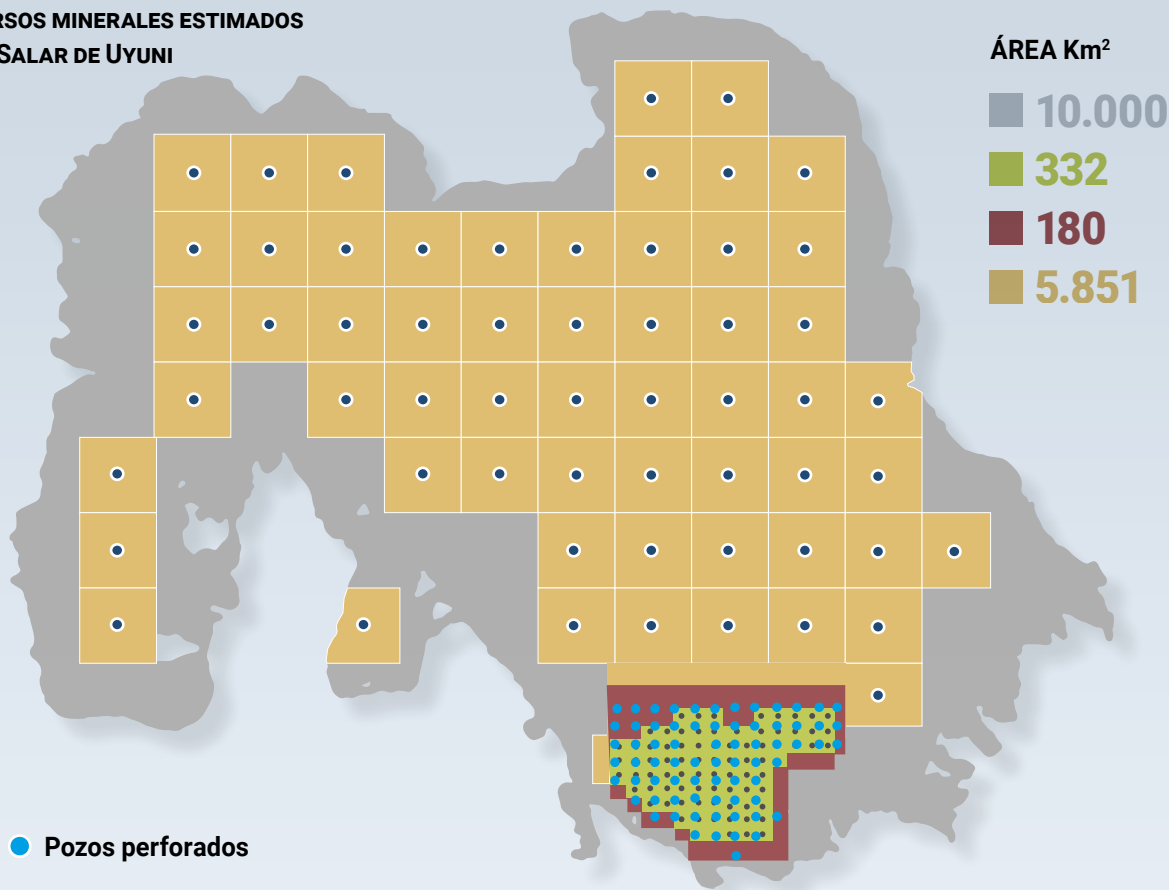 RSOS MINERALES ESTIMADOS
SALAR DE UYUNI
ÁREA Km²
10.000
332
180
5.851
Pozos perforados